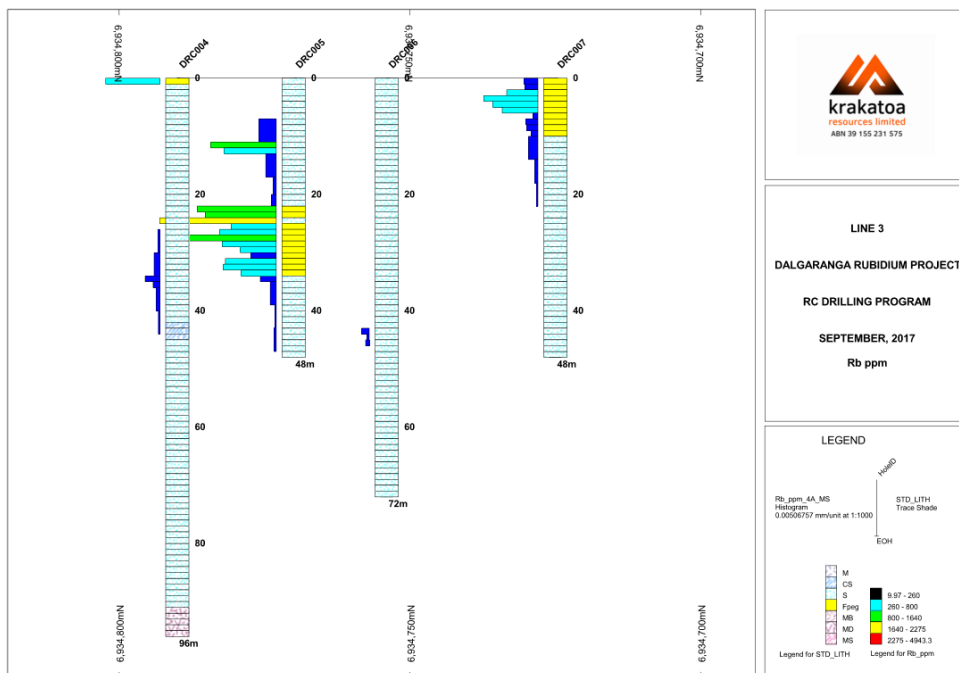 6,934,800mN
6,934,750mN
6,934,700mN
DRC004
DRC005
DRC006
DRC007
0
0
0
0
20
20
20
20
40
40
40
40
48m
48m
60
60
72m
80
96m
6,934,800mN
6,934,750mN
6,934,700mN
krakatoa
resources limited
ABN 39 155 231 575
LINE 3
DALGARANGA RUBIDIUM PROJECT
RC DRILLING PROGRAM
SEPTEMBER, 2017
Rb ppm
LEGEND
HoleID
Rb_ppm_4A_MS
Histogram
0.00506757 mm/unit at 1:1000
STD_LITH
Trace Shade
EOH
M
CS
S
Fpeg
MB
MD
MS
9.97 - 260
260 - 800
800 - 1640
1640 - 2275
2275 - 4943.3
Legend for STD_LITH
Legend for Rb_ppm